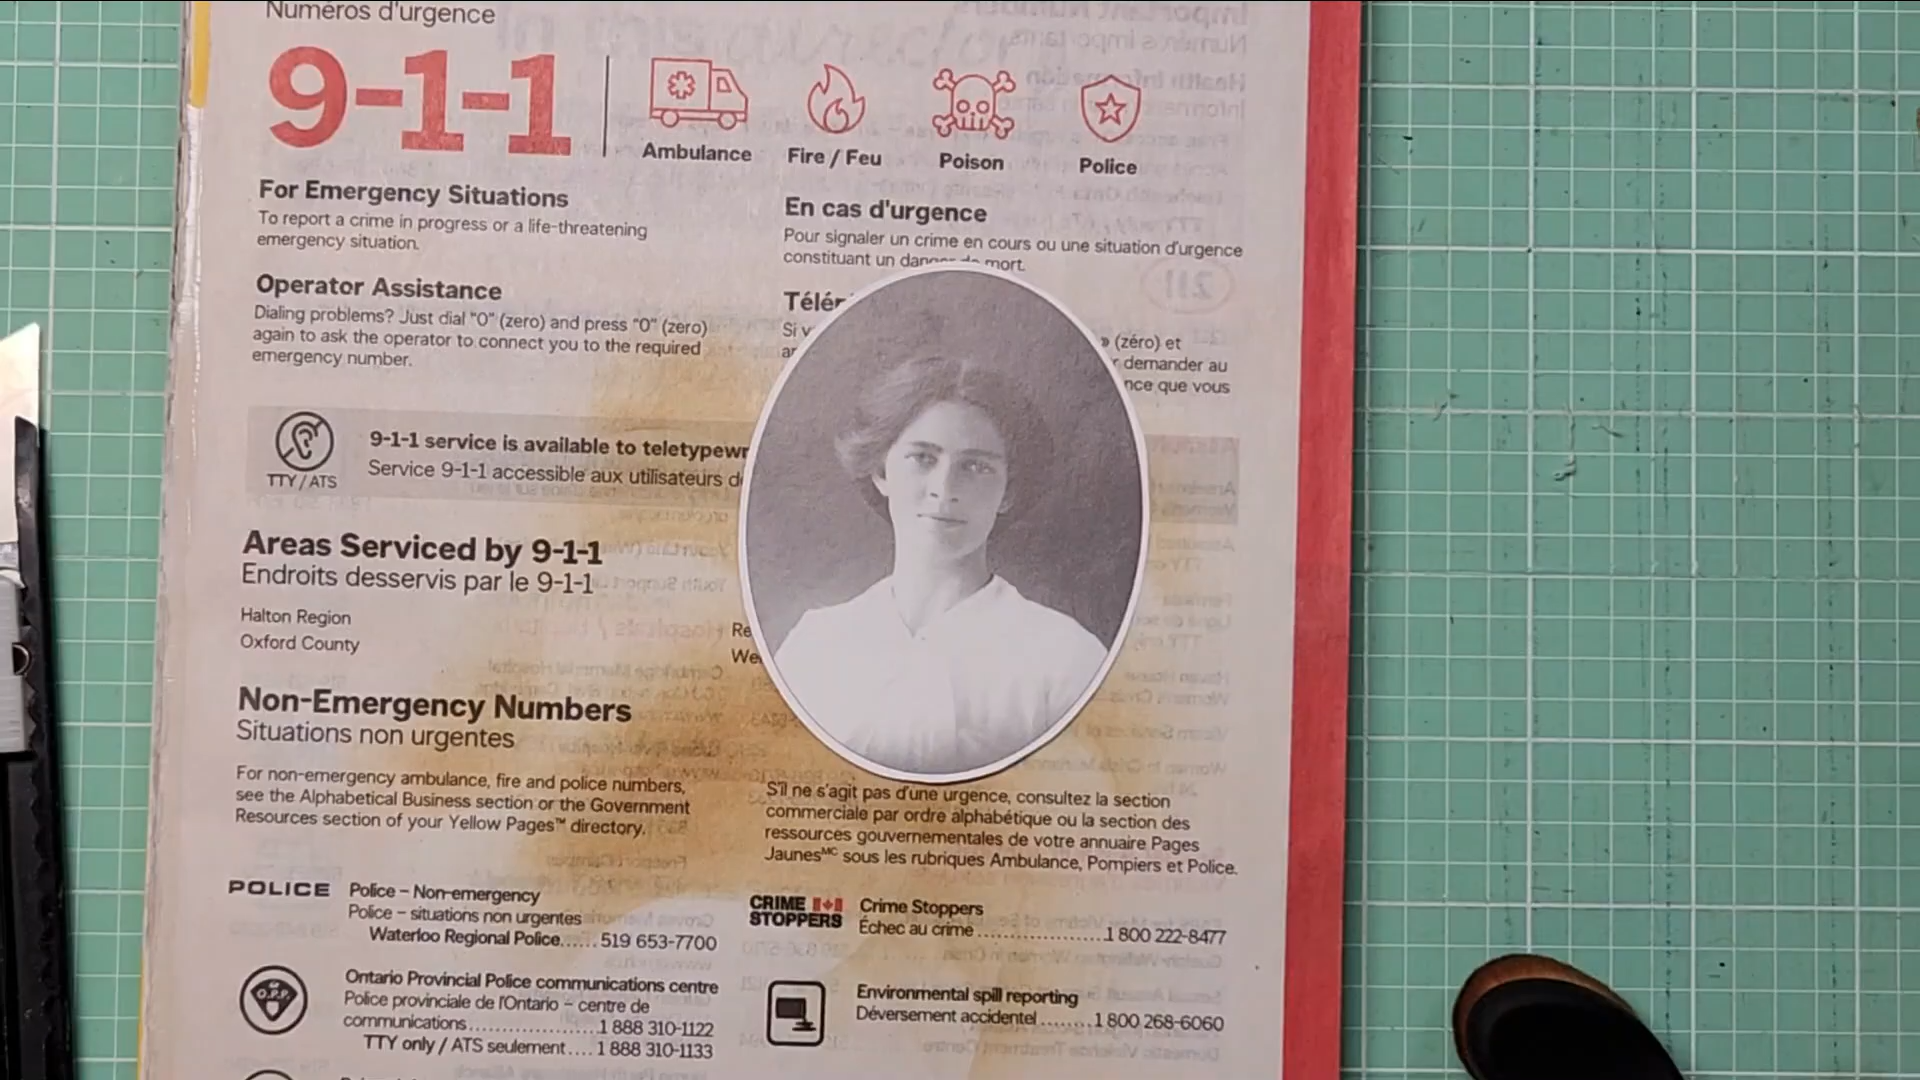 Numéros d'urgence
9-1-1
Ambulance
Fire / Feu
Poison
Police
For Emergency Situations
To report a crime in progress or a life-threatening
emergency situation.
En cas d'urgence
Pour signaler un crime en cours ou une situation d'urgence
constituant un danger de mort.
Operator Assistance
Dialing problems? Just dial "0" (zero) and press "0" (zero)
again to ask the operator to connect you to the required
emergency number.
Télé
Si v
» (zéro) et
demander au
nce que vous
TTY / ATS
9-1-1 service is available to teletypewr
Service 9-1-1 accessible aux utilisateurs d
Areas Serviced by 9-1-1
Endroits desservis par le 9-1-1
Halton Region
Oxford County
Re
We
Non-Emergency Numbers
Situations non urgentes
For non-emergency ambulance, fire and police numbers,
see the Alphabetical Business section or the Government
Resources section of your Yellow Pages™ directory.
S'il ne s'agit pas d'une urgence, consultez la section
commerciale par ordre alphabétique ou la section des
ressources gouvernementales de votre annuaire Pages
Jaunes MC sous les rubriques Ambulance, Pompiers et Police.
POLICE
Police – Non-emergency
Police – situations non urgentes
Waterloo Regional Police...... 519 653-7700
CRIME STOPPERS
Crime Stoppers
Échec au crime ..................... 1 800 222-8477
O.P.P.
Ontario Provincial Police communications centre
Police provinciale de l'Ontario – centre de
communications ..................... 1 888 310-1122
TTY only / ATS seulement .... 1 888 310-1133
Environmental spill reporting
Déversement accidentel ......... 1 800 268-6060